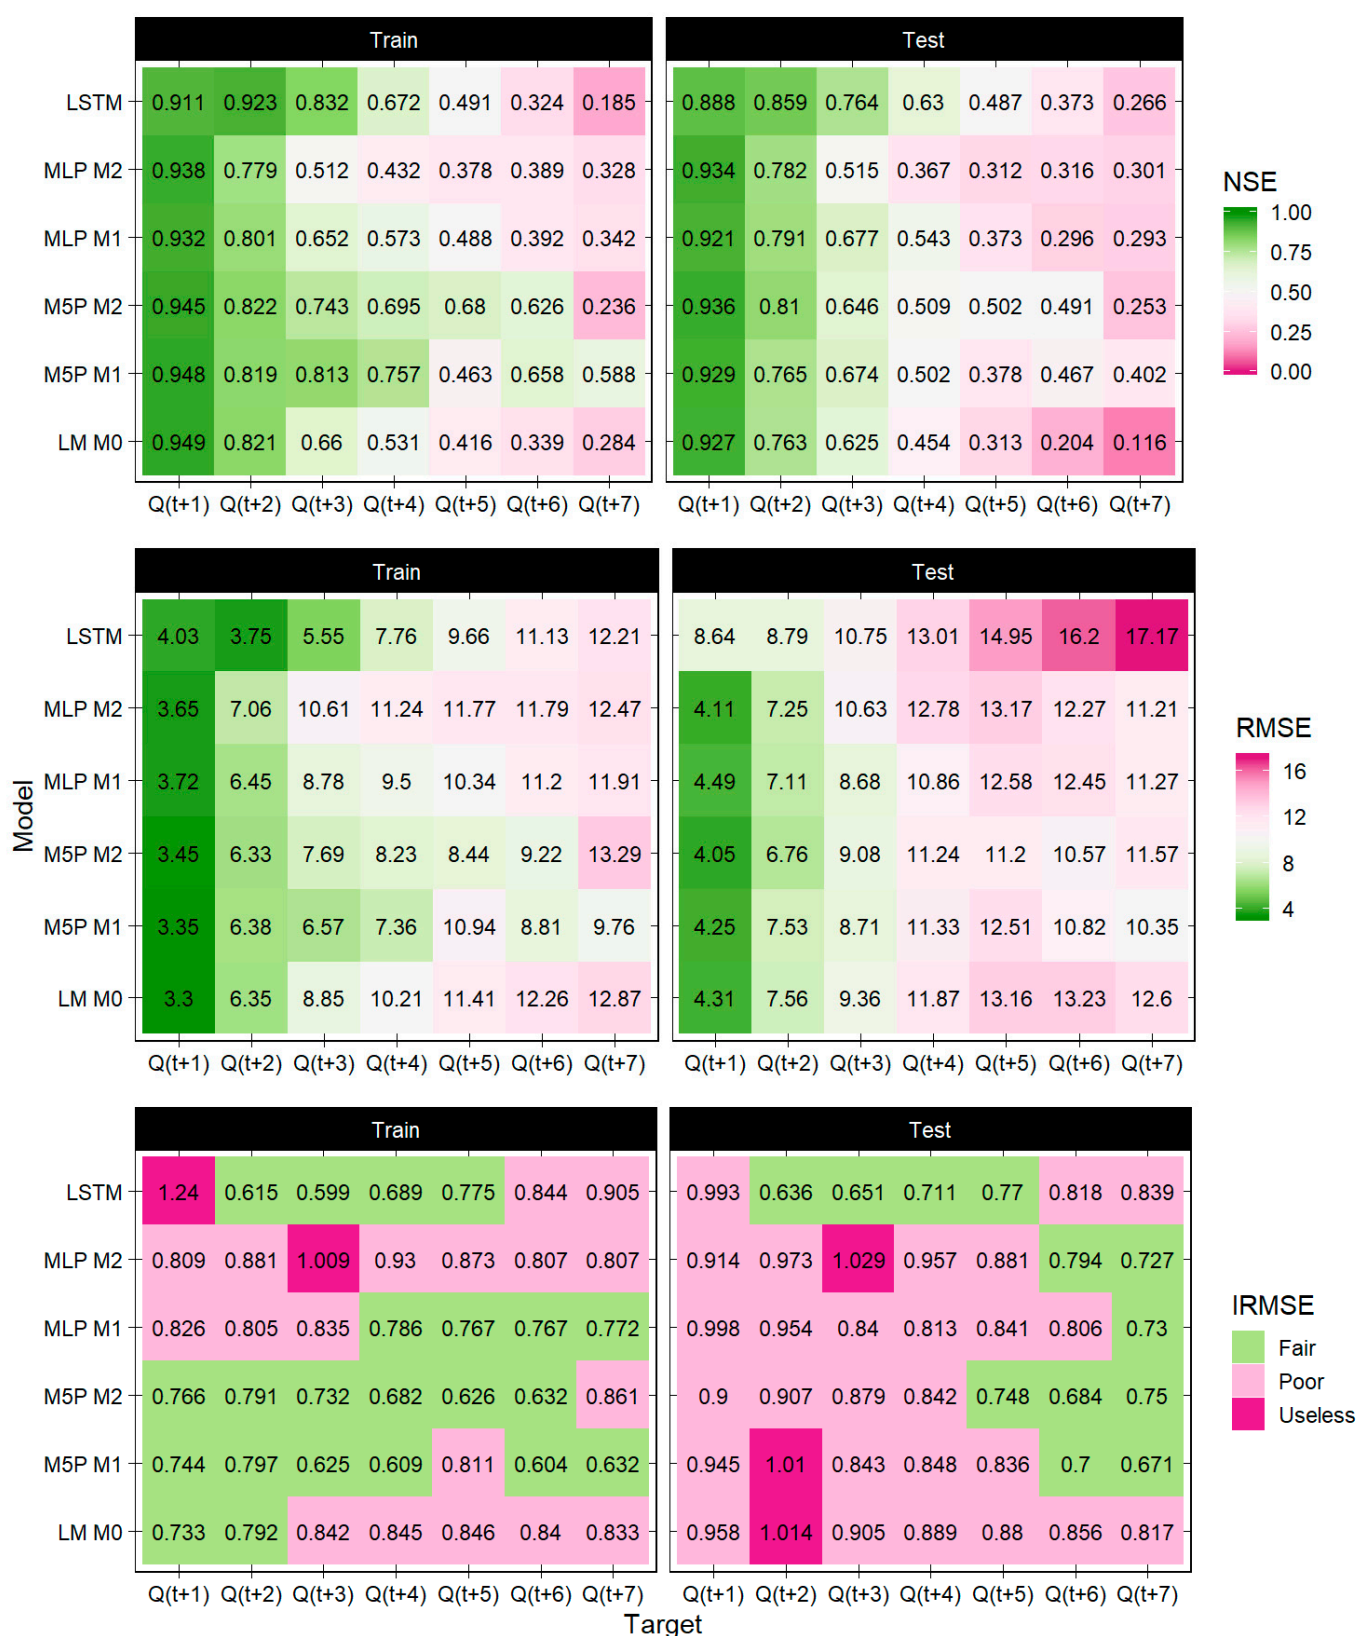 Train Test
LSTM 0.911 0.923 0.832 0.672 0.491 0.324 0.185 0.888 0.859 0.764 0.63 0.487 0.373 0.266
MLP M2 0.938 0.779 0.512 0.432 0.378 0.389 0.328 0.934 0.782 0.515 0.367 0.312 0.316 0.301
MLP M1 0.932 0.801 0.652 0.573 0.488 0.392 0.342 0.921 0.791 0.677 0.543 0.373 0.296 0.293
M5P M2 0.945 0.822 0.743 0.695 0.68 0.626 0.236 0.936 0.81 0.646 0.509 0.502 0.491 0.253
M5P M1 0.948 0.819 0.813 0.757 0.463 0.658 0.588 0.929 0.765 0.674 0.502 0.378 0.467 0.402
LM M0 0.949 0.821 0.66 0.531 0.416 0.339 0.284 0.927 0.763 0.625 0.454 0.313 0.204 0.116
Q(t+1) Q(t+2) Q(t+3) Q(t+4) Q(t+5) Q(t+6) Q(t+7) Q(t+1) Q(t+2) Q(t+3) Q(t+4) Q(t+5) Q(t+6) Q(t+7)
NSE
1.00
0.75
0.50
0.25
0.00
Train Test
LSTM 4.03 3.75 5.55 7.76 9.66 11.13 12.21 8.64 8.79 10.75 13.01 14.95 16.2 17.17
MLP M2 3.65 7.06 10.61 11.24 11.77 11.79 12.47 4.11 7.25 10.63 12.78 13.17 12.27 11.21
MLP M1 3.72 6.45 8.78 9.5 10.34 11.2 11.91 4.49 7.11 8.68 10.86 12.58 12.45 11.27
M5P M2 3.45 6.33 7.69 8.23 8.44 9.22 13.29 4.05 6.76 9.08 11.24 11.2 10.57 11.57
M5P M1 3.35 6.38 6.57 7.36 10.94 8.81 9.76 4.25 7.53 8.71 11.33 12.51 10.82 10.35
LM M0 3.3 6.35 8.85 10.21 11.41 12.26 12.87 4.31 7.56 9.36 11.87 13.16 13.23 12.6
Q(t+1) Q(t+2) Q(t+3) Q(t+4) Q(t+5) Q(t+6) Q(t+7) Q(t+1) Q(t+2) Q(t+3) Q(t+4) Q(t+5) Q(t+6) Q(t+7)
Model
RMSE
16
12
8
4
Train Test
LSTM 1.24 0.615 0.599 0.689 0.775 0.844 0.905 0.993 0.636 0.651 0.711 0.77 0.818 0.839
MLP M2 0.809 0.881 1.009 0.93 0.873 0.807 0.807 0.914 0.973 1.029 0.957 0.881 0.794 0.727
MLP M1 0.826 0.805 0.835 0.786 0.767 0.767 0.772 0.998 0.954 0.84 0.813 0.841 0.806 0.73
M5P M2 0.766 0.791 0.732 0.682 0.626 0.632 0.861 0.9 0.907 0.879 0.842 0.748 0.684 0.75
M5P M1 0.744 0.797 0.625 0.609 0.811 0.604 0.632 0.945 1.01 0.843 0.848 0.836 0.7 0.671
LM M0 0.733 0.792 0.842 0.845 0.846 0.84 0.833 0.958 1.014 0.905 0.889 0.88 0.856 0.817
Q(t+1) Q(t+2) Q(t+3) Q(t+4) Q(t+5) Q(t+6) Q(t+7) Q(t+1) Q(t+2) Q(t+3) Q(t+4) Q(t+5) Q(t+6) Q(t+7)
IRMSE
Fair
Poor
Useless
Target